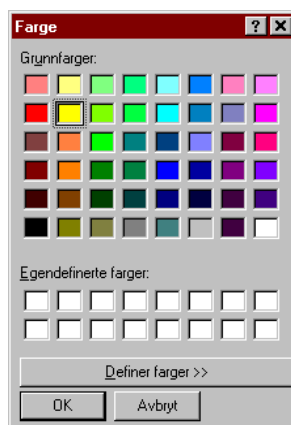 Farge
Grunnfarger:
Egendefinerte farger:
Definer farger >>
OK Avbryt